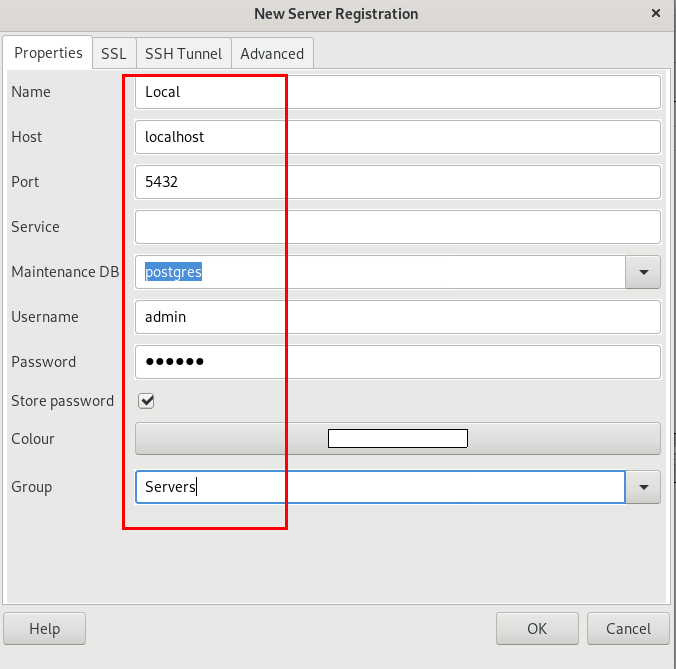 New Server Registration ×
Properties SSL SSH Tunnel Advanced
Name Local
Host localhost
Port 5432
Service
Maintenance DB postgres
Username admin
Password ●●●●●●
Store password
Colour
Group Servers
Help OK Cancel